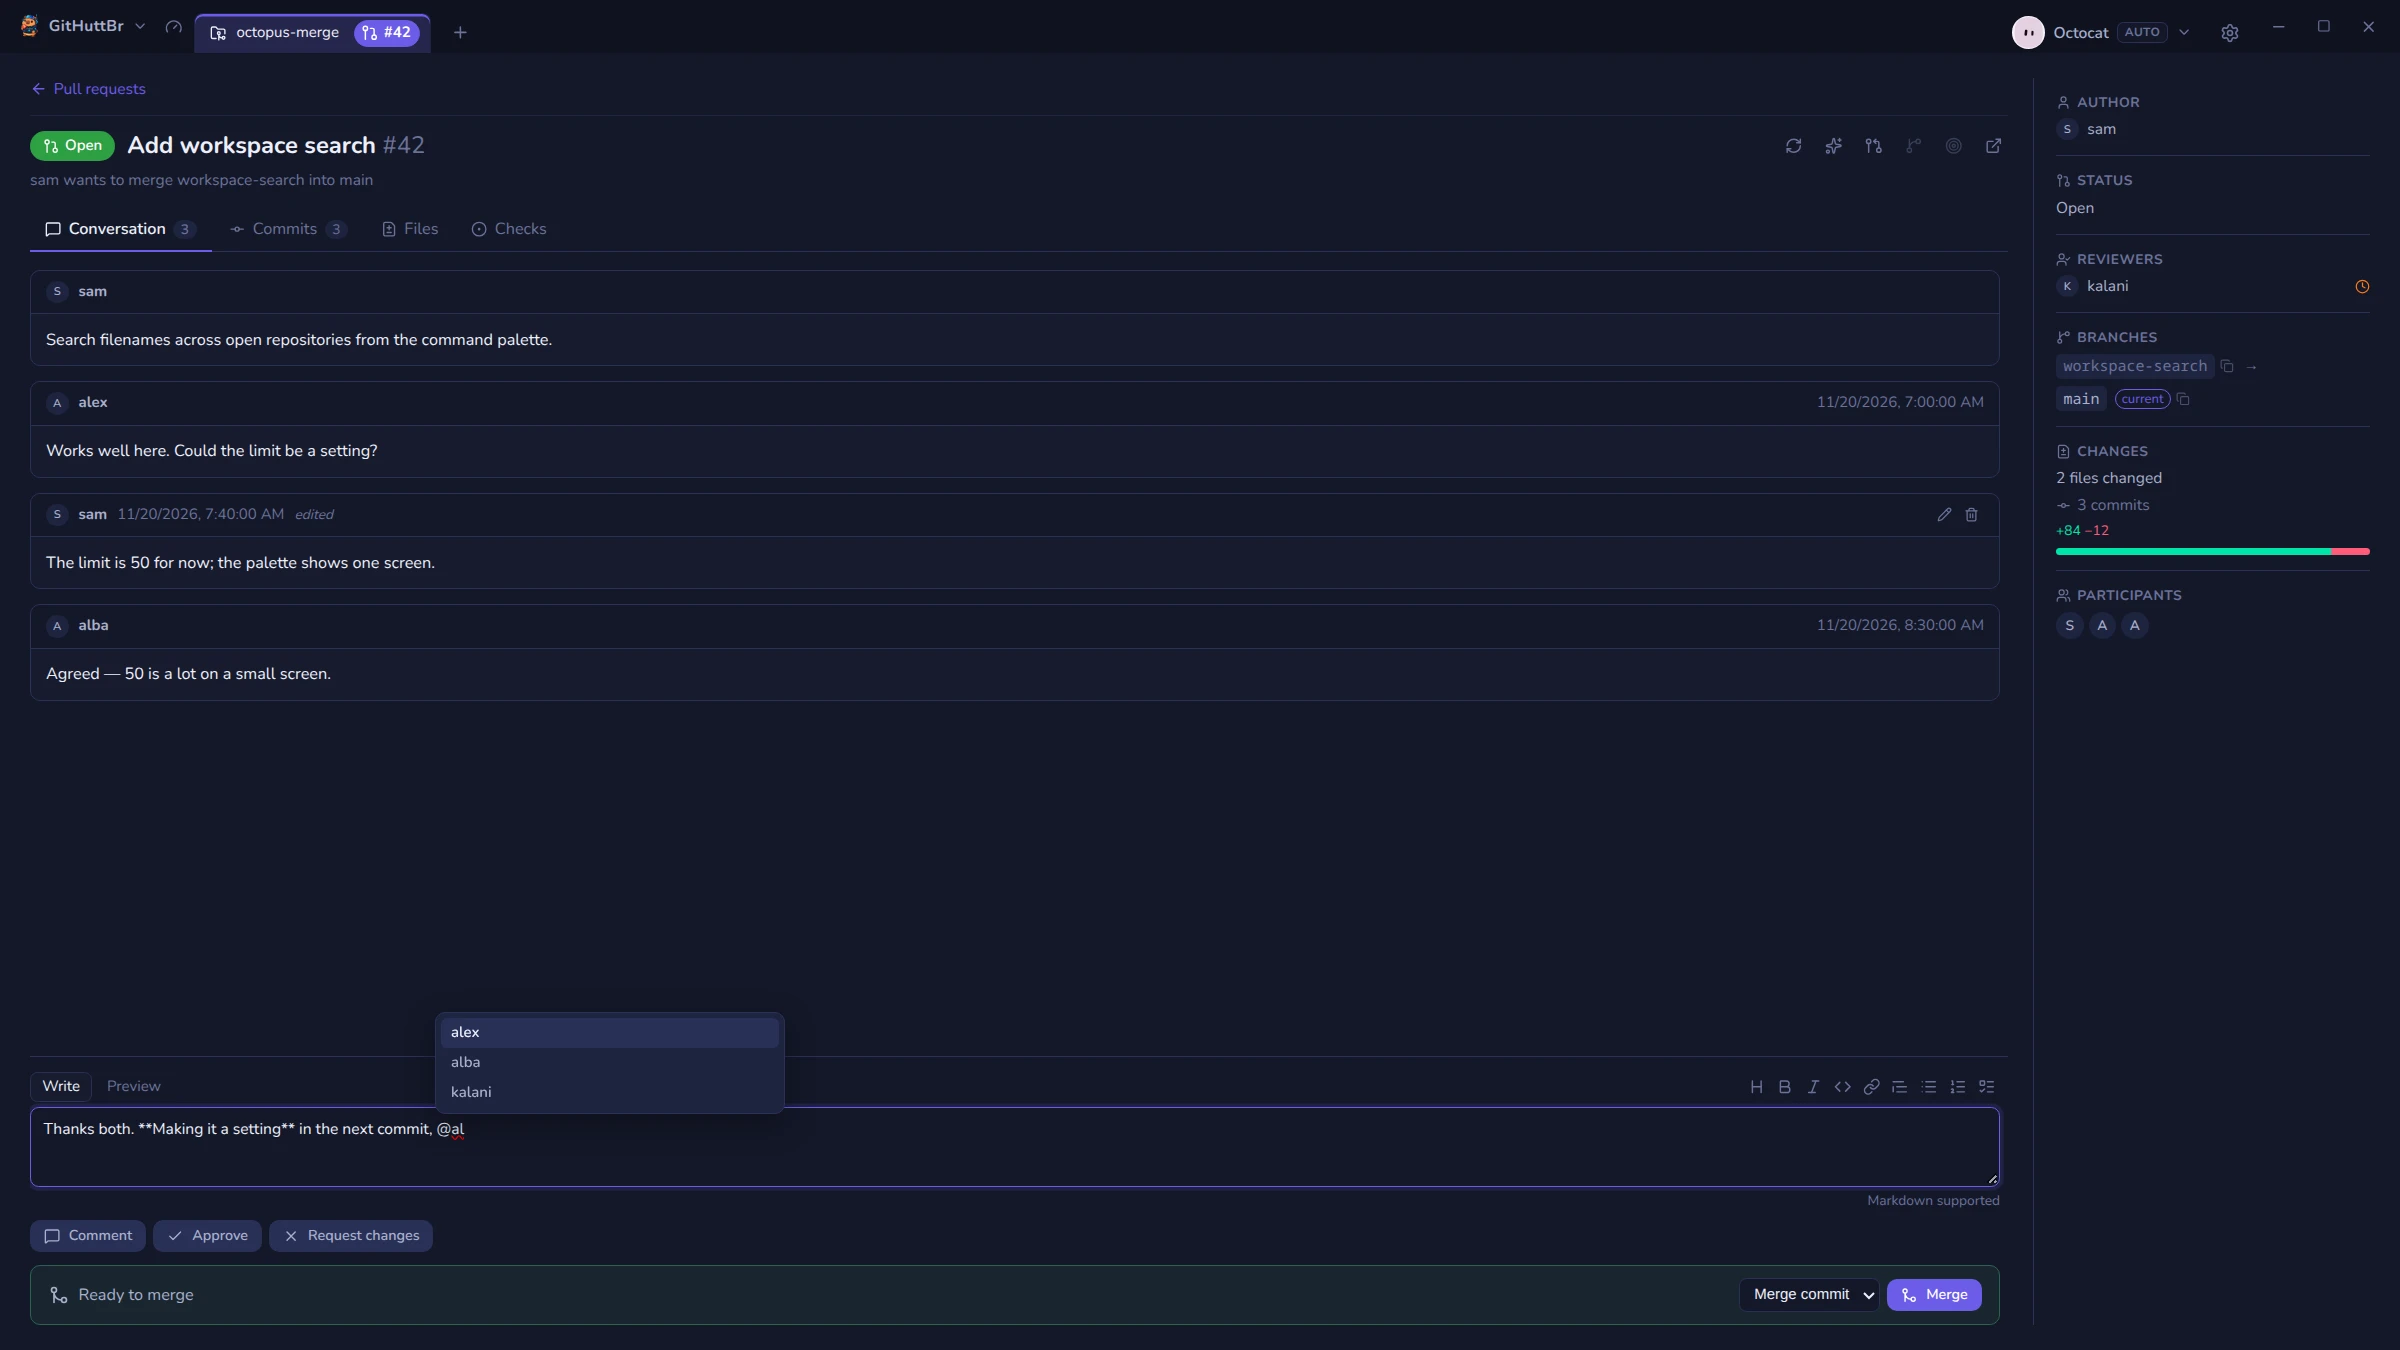 GitHuttBr
octopus-merge #42
Octocat AUTO
Pull requests
Open Add workspace search #42
sam wants to merge workspace-search into main
Conversation 3 Commits 3 Files Checks
S sam
Search filenames across open repositories from the command palette.
A alex 11/20/2026, 7:00:00 AM
Works well here. Could the limit be a setting?
S sam 11/20/2026, 7:40:00 AM edited
The limit is 50 for now; the palette shows one screen.
A alba 11/20/2026, 8:30:00 AM
Agreed — 50 is a lot on a small screen.
alex
alba
kalani
Write Preview
Thanks both. **Making it a setting** in the next commit, @al
Markdown supported
Comment Approve Request changes
Ready to merge Merge commit Merge
AUTHOR
S sam
STATUS
Open
REVIEWERS
K kalani
BRANCHES
workspace-search →
main current
CHANGES
2 files changed
3 commits
+84 −12
PARTICIPANTS
S A A